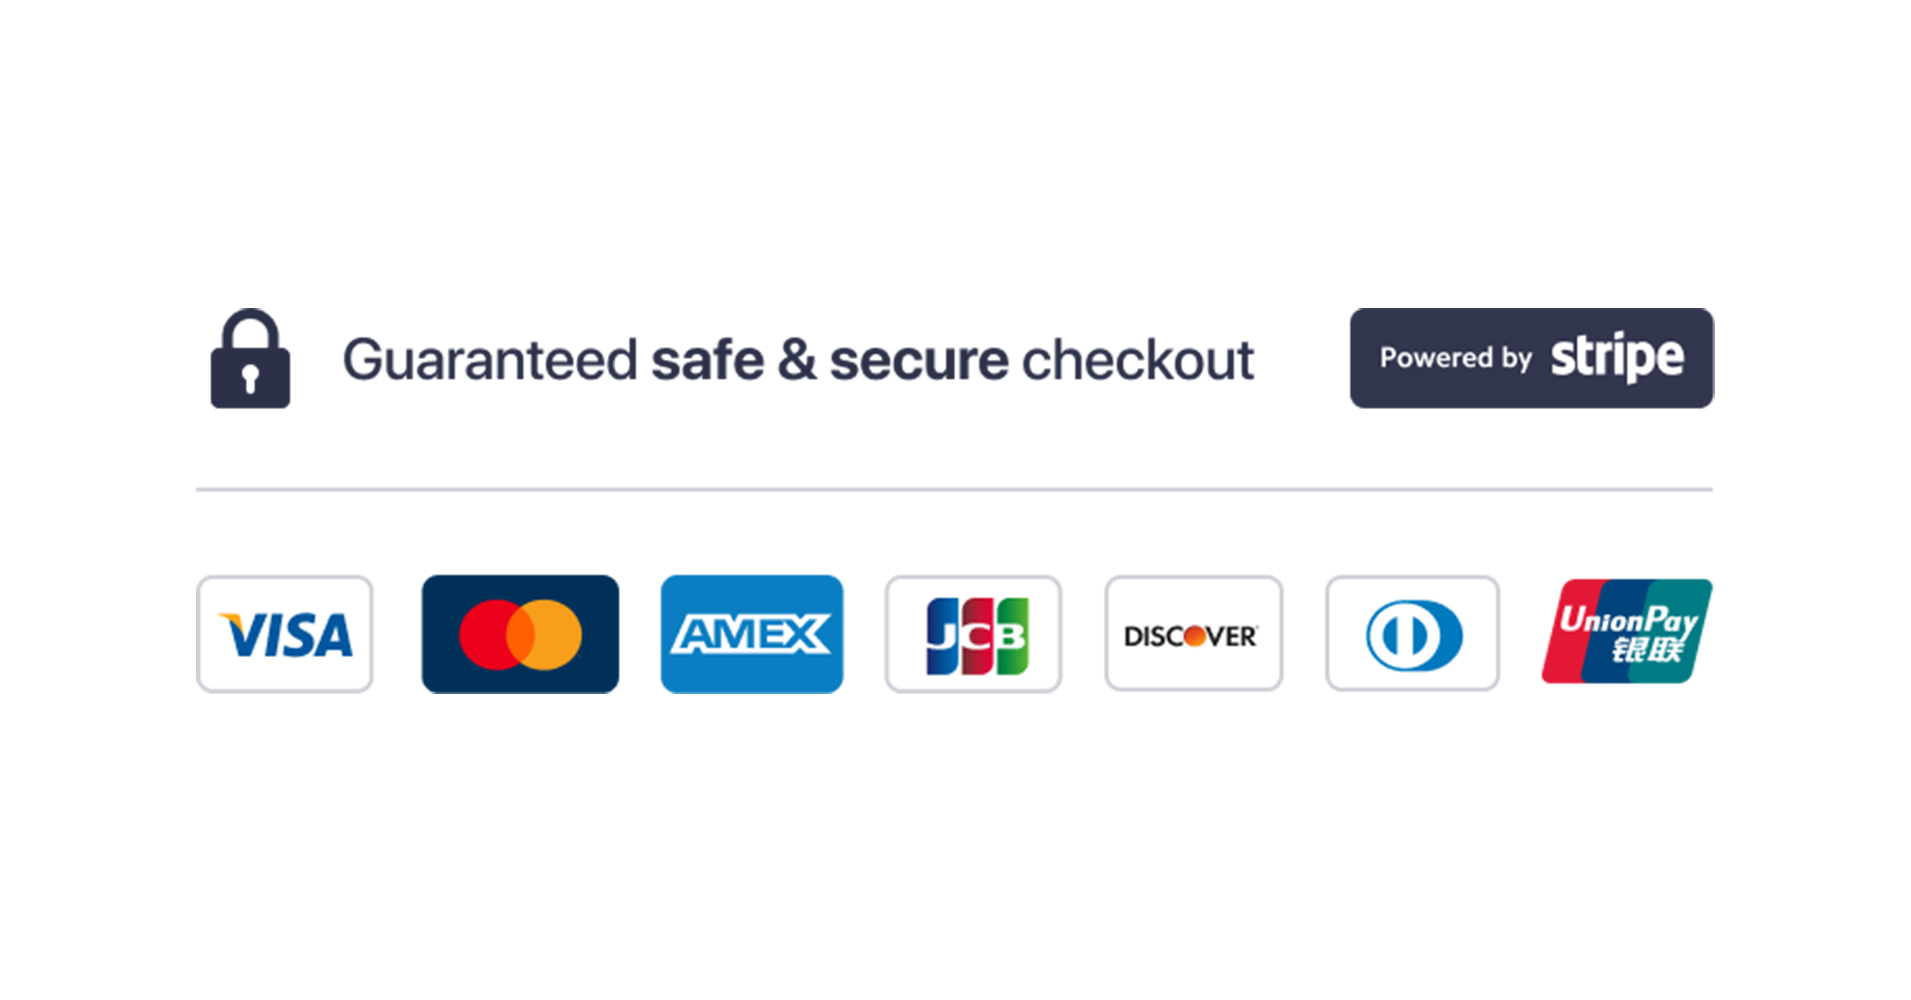 Guaranteed safe & secure checkout
Powered by stripe
VISA
AMEX
JCB
DISCOVER
UnionPay
银联